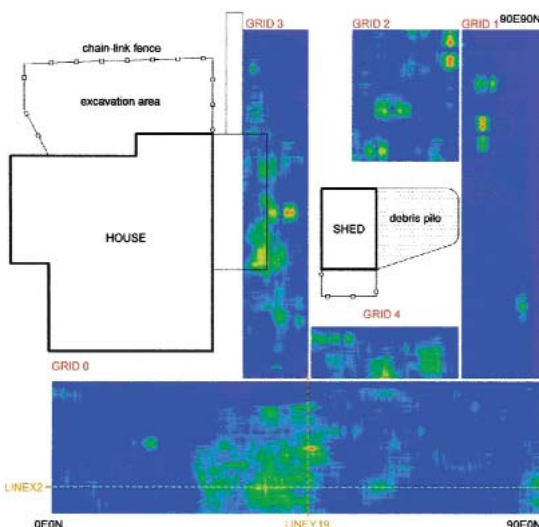 GRID 3
GRID 2
GRID 1
90E90N
chain-link fence
excavation area
HOUSE
SHED
debris pile
GRID 4
GRID 0
LINEX2
0E0N
LINEY19
90E0N